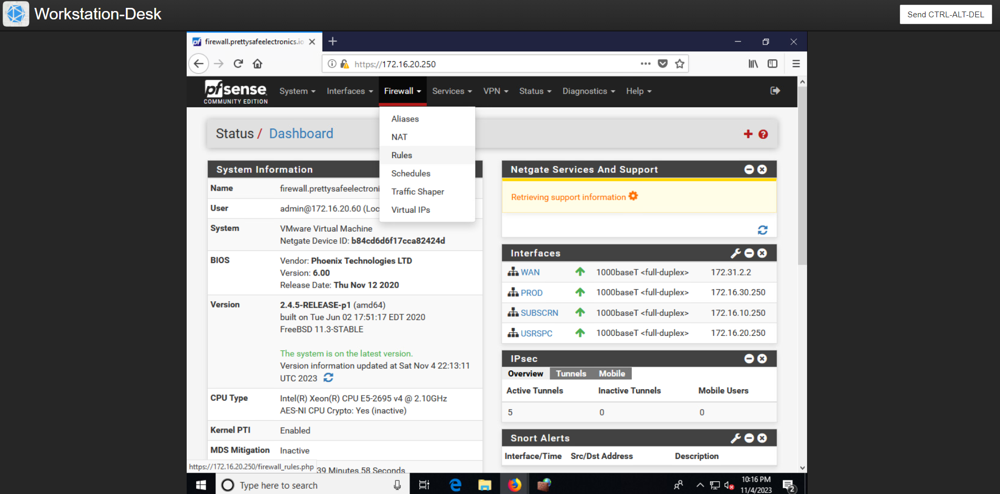 Workstation-Desk
Send CTRL-ALT-DEL
firewall.prettysafeelectronics.io
https://172.16.20.250
pfsense
COMMUNITY EDITION
System
Interfaces
Firewall
Services
VPN
Status
Diagnostics
Help
Aliases
NAT
Rules
Schedules
Traffic Shaper
Virtual IPs
Status / Dashboard
System Information
Name firewall.prettysafeelectroni
User admin@172.16.20.60 (Loc
System VMware Virtual Machine
Netgate Device ID: b84cd6d6f17cca82424d
BIOS Vendor: Phoenix Technologies LTD
Version: 6.00
Release Date: Thu Nov 12 2020
Version 2.4.5-RELEASE-p1 (amd64)
built on Tue Jun 02 17:51:17 EDT 2020
FreeBSD 11.3-STABLE
The system is on the latest version.
Version information updated at Sat Nov 4 22:13:11
UTC 2023
CPU Type Intel(R) Xeon(R) CPU E5-2695 v4 @ 2.10GHz
AES-NI CPU Crypto: Yes (inactive)
Kernel PTI Enabled
MDS Mitigation Inactive
39 Minutes 58 Seconds
https://172.16.20.250/firewall_rules.php
Netgate Services And Support
Retrieving support information
Interfaces
WAN 1000baseT <full-duplex> 172.31.2.2
PROD 1000baseT <full-duplex> 172.16.30.250
SUBSCRN 1000baseT <full-duplex> 172.16.10.250
USRSPC 1000baseT <full-duplex> 172.16.20.250
IPsec
Overview Tunnels Mobile
Active Tunnels Inactive Tunnels Mobile Users
5 0 0
Snort Alerts
Interface/Time Src/Dst Address Description
Type here to search
10:16 PM
11/4/2023
2